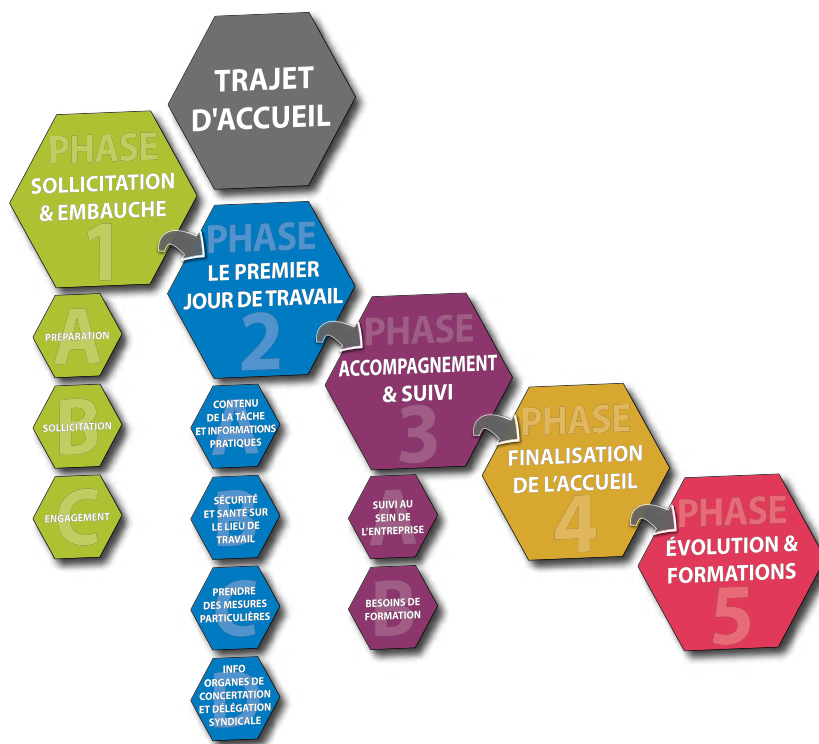 TRAJET
D'ACCUEIL
PHASE
SOLLICITATION
& EMBAUCHE
1
A
PRÉPARATION
B
SOLLICITATION
C
ENGAGEMENT
PHASE
LE PREMIER
JOUR DE TRAVAIL
2
A
CONTENU
DE LA TÂCHE
ET INFORMATIONS
PRATIQUES
B
SÉCURITÉ
ET SANTÉ SUR
LE LIEU DE
TRAVAIL
C
PRENDRE
DES MESURES
PARTICULIÈRES
D
INFO
ORGANES DE
CONCERTATION
ET DÉLÉGATION
SYNDICALE
PHASE
ACCOMPAGNEMENT
& SUIVI
3
A
SUIVI AU
SEIN DE
L'ENTREPRISE
B
BESOINS DE
FORMATION
PHASE
FINALISATION
DE L’ACCUEIL
4
PHASE
ÉVOLUTION &
FORMATIONS
5